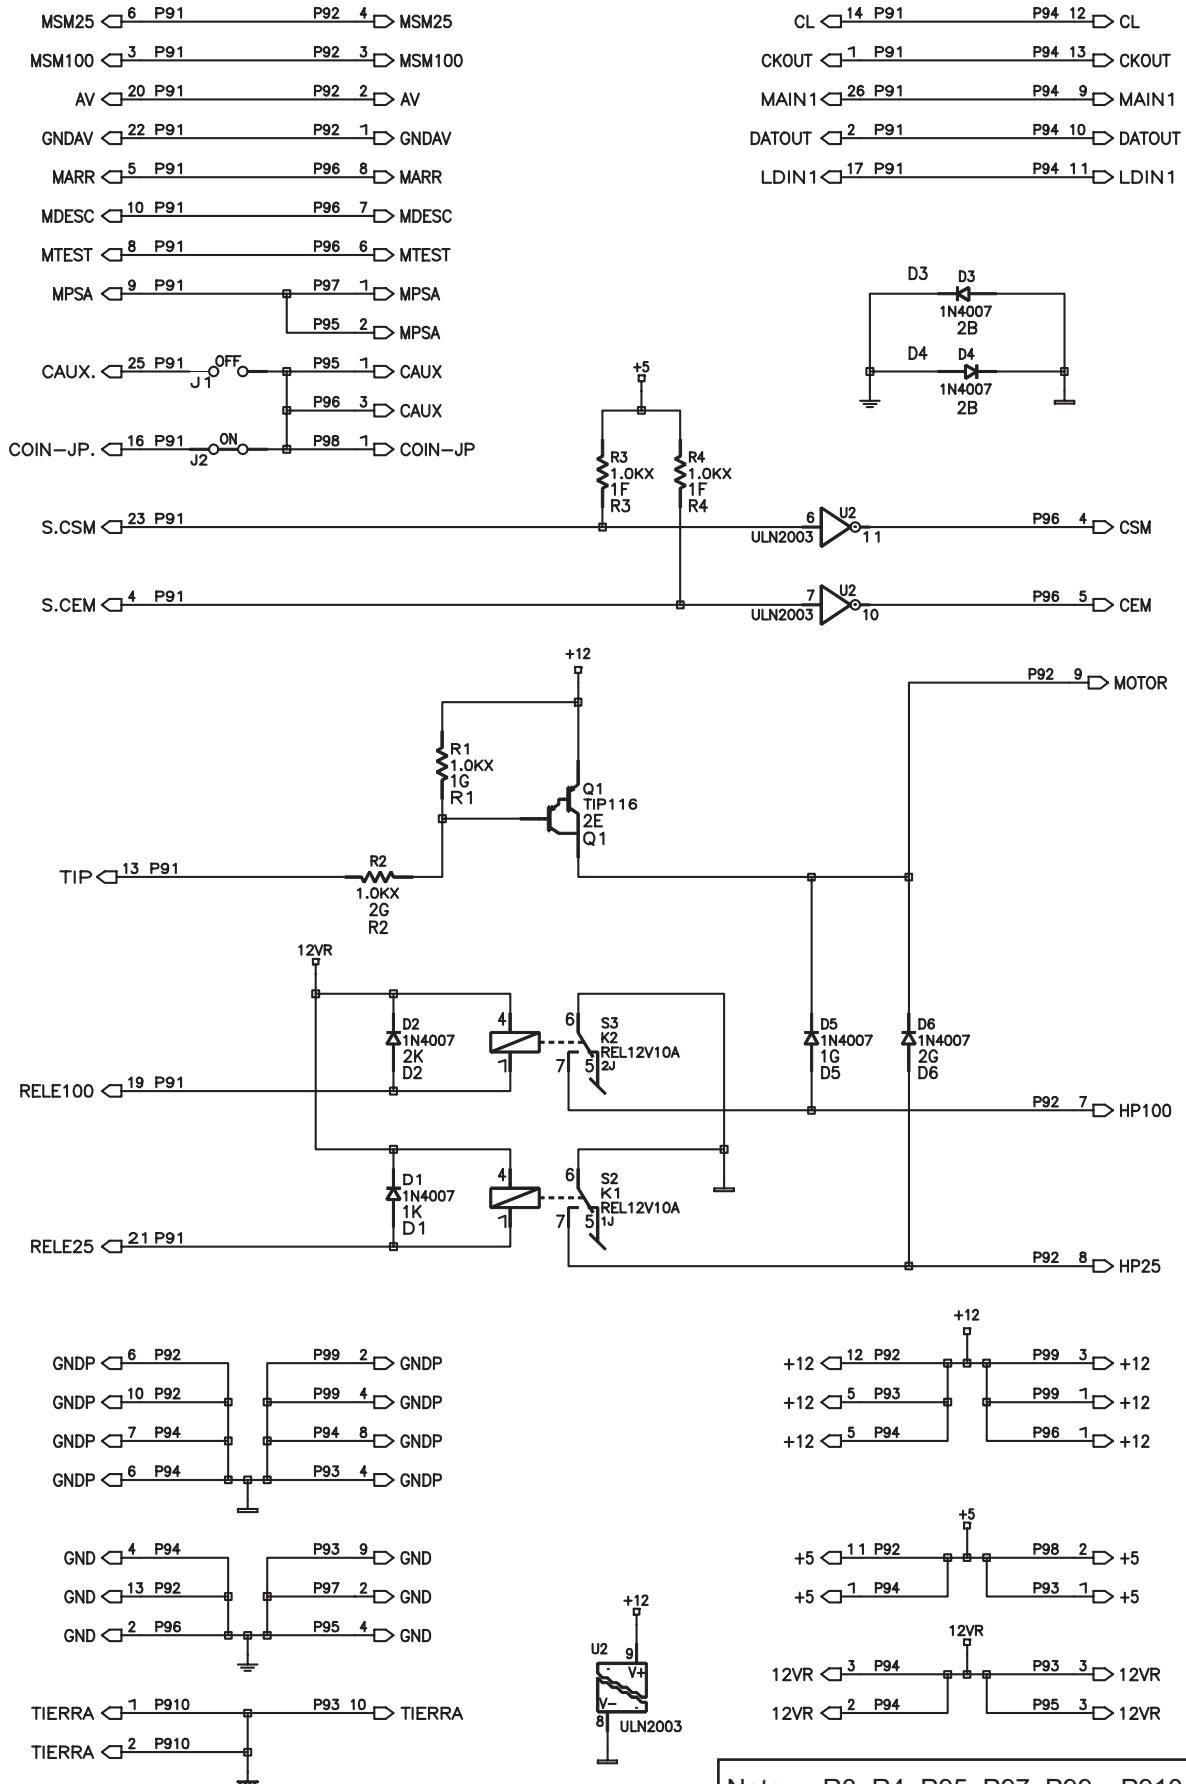 MSM25 6 P91 P92 4 MSM25
CL 14 P91 P94 12 CL
MSM100 3 P91 P92 3 MSM100
CKOUT 1 P91 P94 13 CKOUT
AV 20 P91 P92 2 AV
MAIN1 26 P91 P94 9 MAIN1
GNDAV 22 P91 P92 1 GNDAV
DATOUT 2 P91 P94 10 DATOUT
MARR 5 P91 P96 8 MARR
LDIN1 17 P91 P94 11 LDIN1
MDESC 10 P91 P96 7 MDESC
MTEST 8 P91 P96 6 MTEST
MPSA 9 P91 P97 1 MPSA
P95 2 MPSA
D3 D3
1N4007
2B
D4 D4
1N4007
2B
CAUX. 25 P91 OFF P95 1 CAUX
J1
P96 3 CAUX
COIN-JP. 16 P91 ON P98 1 COIN-JP
J2
+5
R3
1.0KX
1F
R3
R4
1.0KX
1F
R4
S.CSM 23 P91 6 U2 P96 4 CSM
ULN2003 11
S.CEM 4 P91 7 U2 P96 5 CEM
ULN2003 10
+12
P92 9 MOTOR
R1
1.0KX
1G
R1
Q1
TIP116
2E
Q1
TIP 13 P91
R2
1.0KX
2G
R2
12VR
D2
1N4007
2K
D2
4
1
6
7 5
S3
K2
REL12V10A
2J
D5
1N4007
1G
D5
D6
1N4007
2G
D6
RELE100 19 P91
P92 7 HP100
D1
1N4007
1K
D1
4
1
6
7 5
S2
K1
REL12V10A
1J
RELE25 21 P91
P92 8 HP25
+12
GNDP 6 P92 P99 2 GNDP
+12 12 P92 P99 3 +12
GNDP 10 P92 P99 4 GNDP
+12 5 P93 P99 1 +12
GNDP 7 P94 P94 8 GNDP
+12 5 P94 P96 1 +12
GNDP 6 P94 P93 4 GNDP
+5
GND 4 P94 P93 9 GND
+5 11 P92 P98 2 +5
GND 13 P92 P97 2 GND
+5 1 P94 P93 1 +5
GND 2 P96 P95 4 GND
+12
U2 9
V+
V-
8
ULN2003
12VR
12VR 3 P94 P93 3 12VR
12VR 2 P94 P95 3 12VR
TIERRA 1 P910 P93 10 TIERRA
TIERRA 2 P910